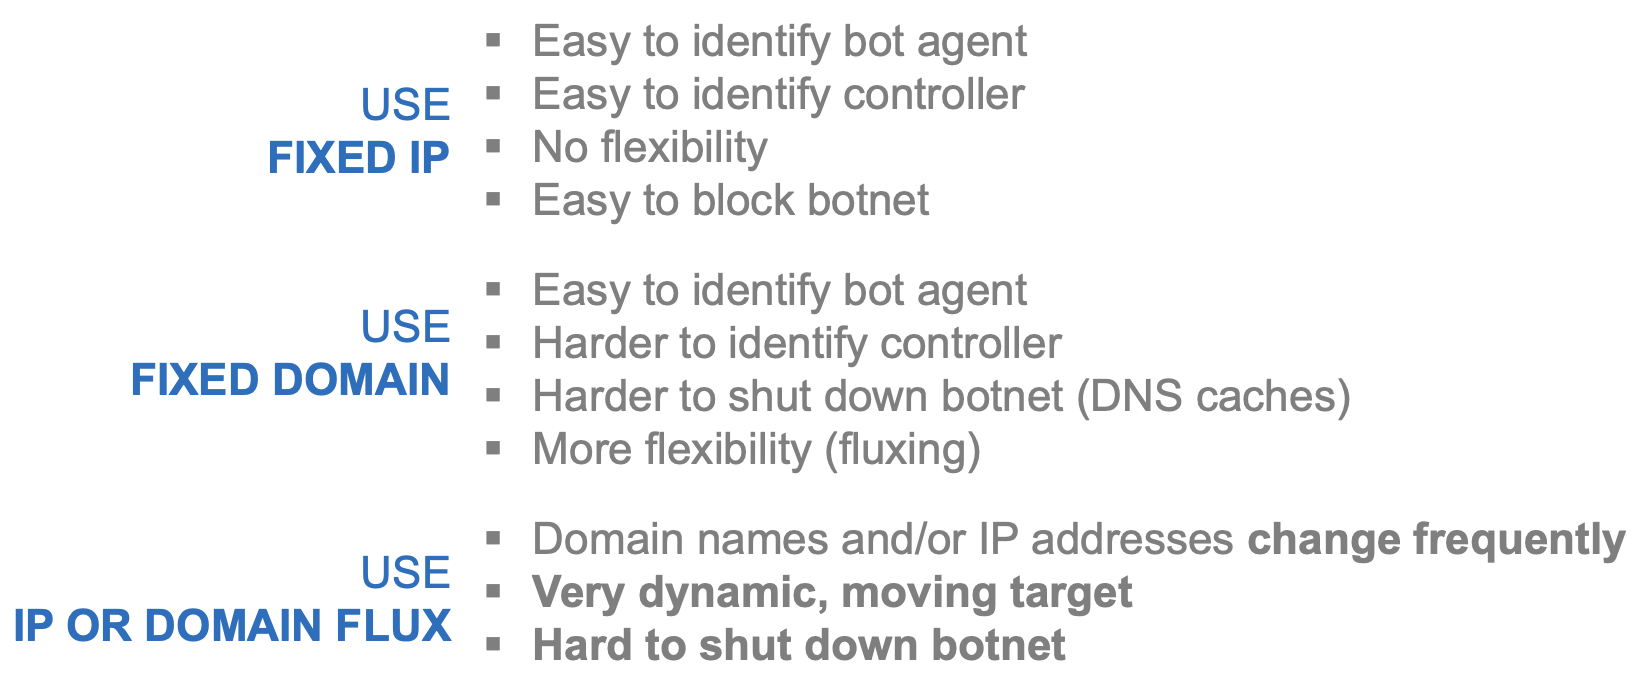 USE
FIXED IP
▪ Easy to identify bot agent
▪ Easy to identify controller
▪ No flexibility
▪ Easy to block botnet
USE
FIXED DOMAIN
▪ Easy to identify bot agent
▪ Harder to identify controller
▪ Harder to shut down botnet (DNS caches)
▪ More flexibility (fluxing)
USE
IP OR DOMAIN FLUX
▪ Domain names and/or IP addresses change frequently
▪ Very dynamic, moving target
▪ Hard to shut down botnet